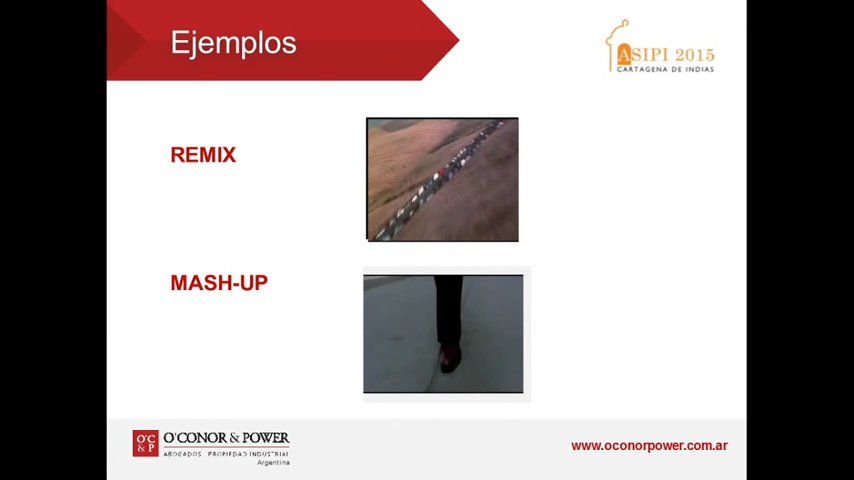 Ejemplos
ASIPI 2015
CARTAGENA DE INDIAS
REMIX
MASH-UP
O'C & P
O'CONOR & POWER
ABOGADOS PROPIEDAD INDUSTRIAL
Argentina
www.oconorpower.com.ar